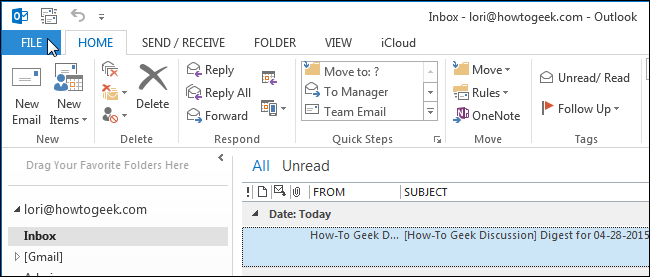 Inbox - lori@howtogeek.com - Outlook
FILE HOME SEND / RECEIVE FOLDER VIEW iCloud
New Email
New Items
Delete
Reply
Reply All
Forward
Move to: ?
To Manager
Team Email
Move
Rules
OneNote
Unread/ Read
Follow Up
New Delete Respond Quick Steps Move Tags
Drag Your Favorite Folders Here
All Unread
! FROM SUBJECT
lori@howtogeek.com
Date: Today
Inbox
How-To Geek D... [How-To Geek Discussion] Digest for 04-28-2015
[Gmail]